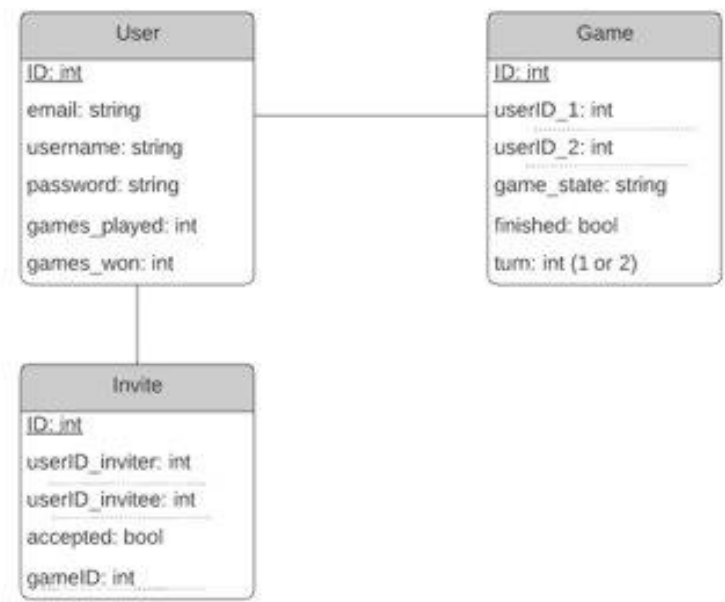 User
ID: int
email: string
username: string
password: string
games_played: int
games_won: int
Game
ID: int
userID_1: int
userID_2: int
game_state: string
finished: bool
turn: int (1 or 2)
Invite
ID: int
userID_inviter: int
userID_invitee: int
accepted: bool
gameID: int